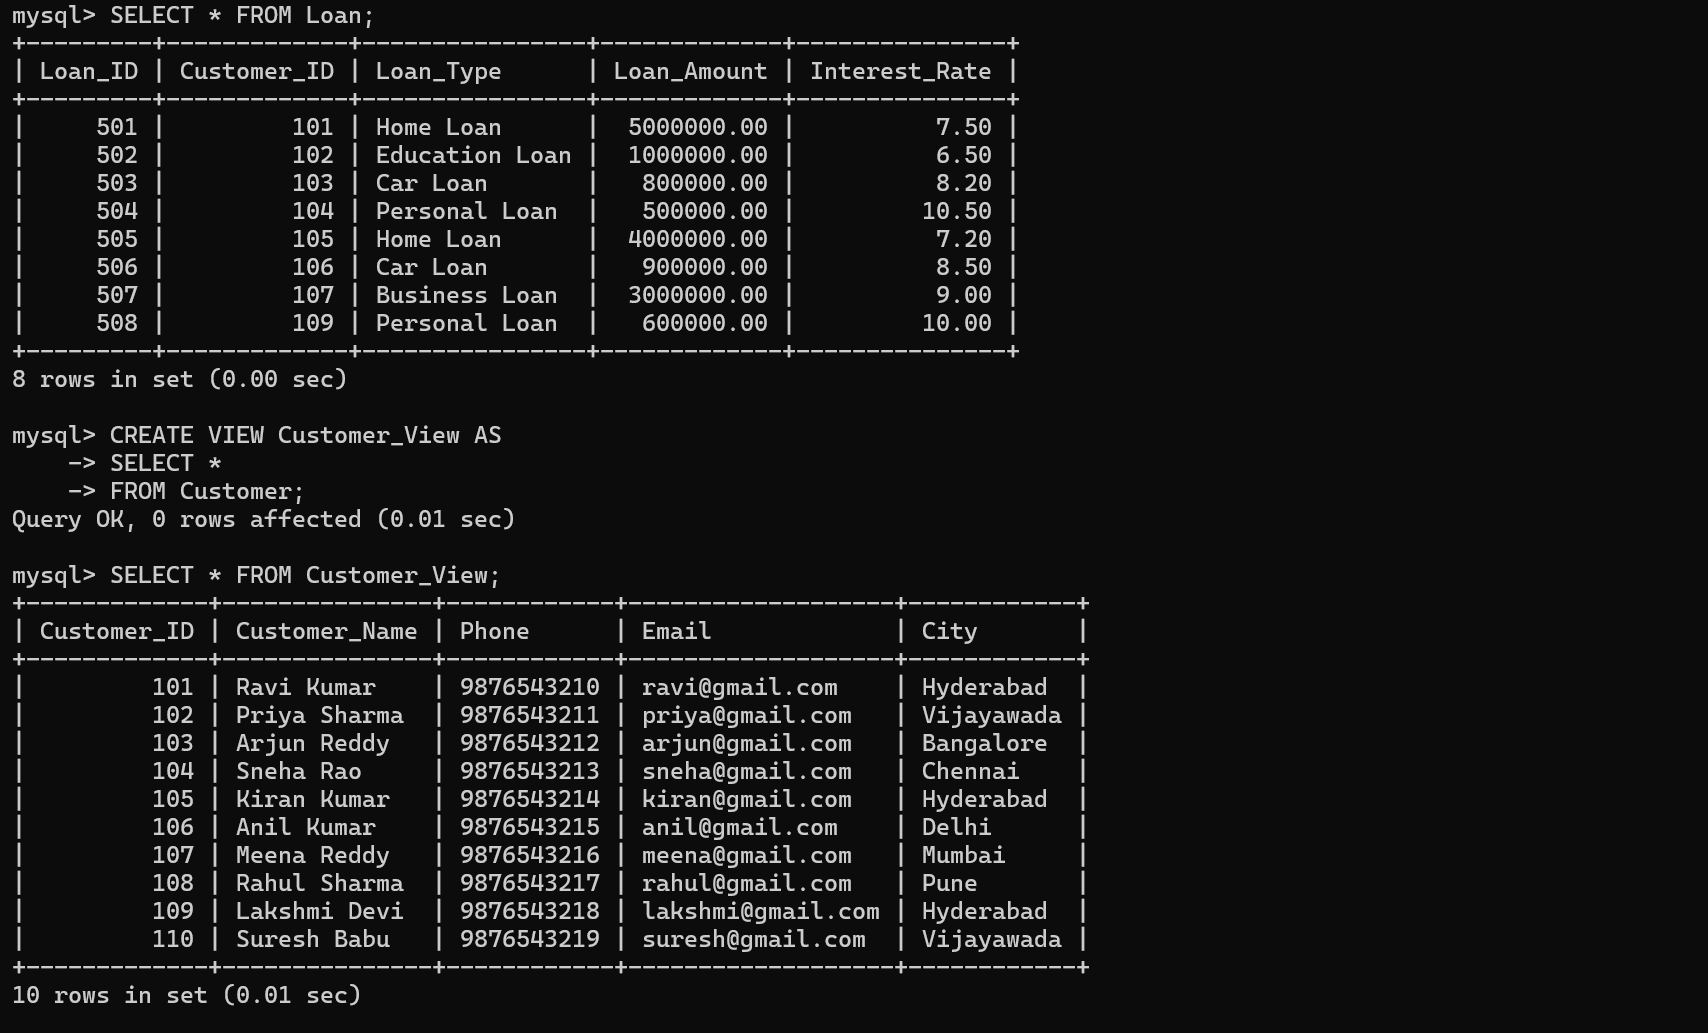 mysql> SELECT * FROM Loan;
+---------+-------------+----------------+-------------+---------------+
| Loan_ID | Customer_ID | Loan_Type      | Loan_Amount | Interest_Rate |
+---------+-------------+----------------+-------------+---------------+
|     501 |         101 | Home Loan      |  5000000.00 |          7.50 |
|     502 |         102 | Education Loan |  1000000.00 |          6.50 |
|     503 |         103 | Car Loan       |   800000.00 |          8.20 |
|     504 |         104 | Personal Loan  |   500000.00 |         10.50 |
|     505 |         105 | Home Loan      |  4000000.00 |          7.20 |
|     506 |         106 | Car Loan       |   900000.00 |          8.50 |
|     507 |         107 | Business Loan  |  3000000.00 |          9.00 |
|     508 |         109 | Personal Loan  |   600000.00 |         10.00 |
+---------+-------------+----------------+-------------+---------------+
8 rows in set (0.00 sec)

mysql> CREATE VIEW Customer_View AS
    -> SELECT *
    -> FROM Customer;
Query OK, 0 rows affected (0.01 sec)

mysql> SELECT * FROM Customer_View;
+-------------+---------------+------------+-------------------+------------+
| Customer_ID | Customer_Name | Phone      | Email             | City       |
+-------------+---------------+------------+-------------------+------------+
|         101 | Ravi Kumar    | 9876543210 | ravi@gmail.com    | Hyderabad  |
|         102 | Priya Sharma  | 9876543211 | priya@gmail.com   | Vijayawada |
|         103 | Arjun Reddy   | 9876543212 | arjun@gmail.com   | Bangalore  |
|         104 | Sneha Rao     | 9876543213 | sneha@gmail.com   | Chennai    |
|         105 | Kiran Kumar   | 9876543214 | kiran@gmail.com   | Hyderabad  |
|         106 | Anil Kumar    | 9876543215 | anil@gmail.com    | Delhi      |
|         107 | Meena Reddy   | 9876543216 | meena@gmail.com   | Mumbai     |
|         108 | Rahul Sharma  | 9876543217 | rahul@gmail.com   | Pune       |
|         109 | Lakshmi Devi  | 9876543218 | lakshmi@gmail.com | Hyderabad  |
|         110 | Suresh Babu   | 9876543219 | suresh@gmail.com  | Vijayawada |
+-------------+---------------+------------+-------------------+------------+
10 rows in set (0.01 sec)